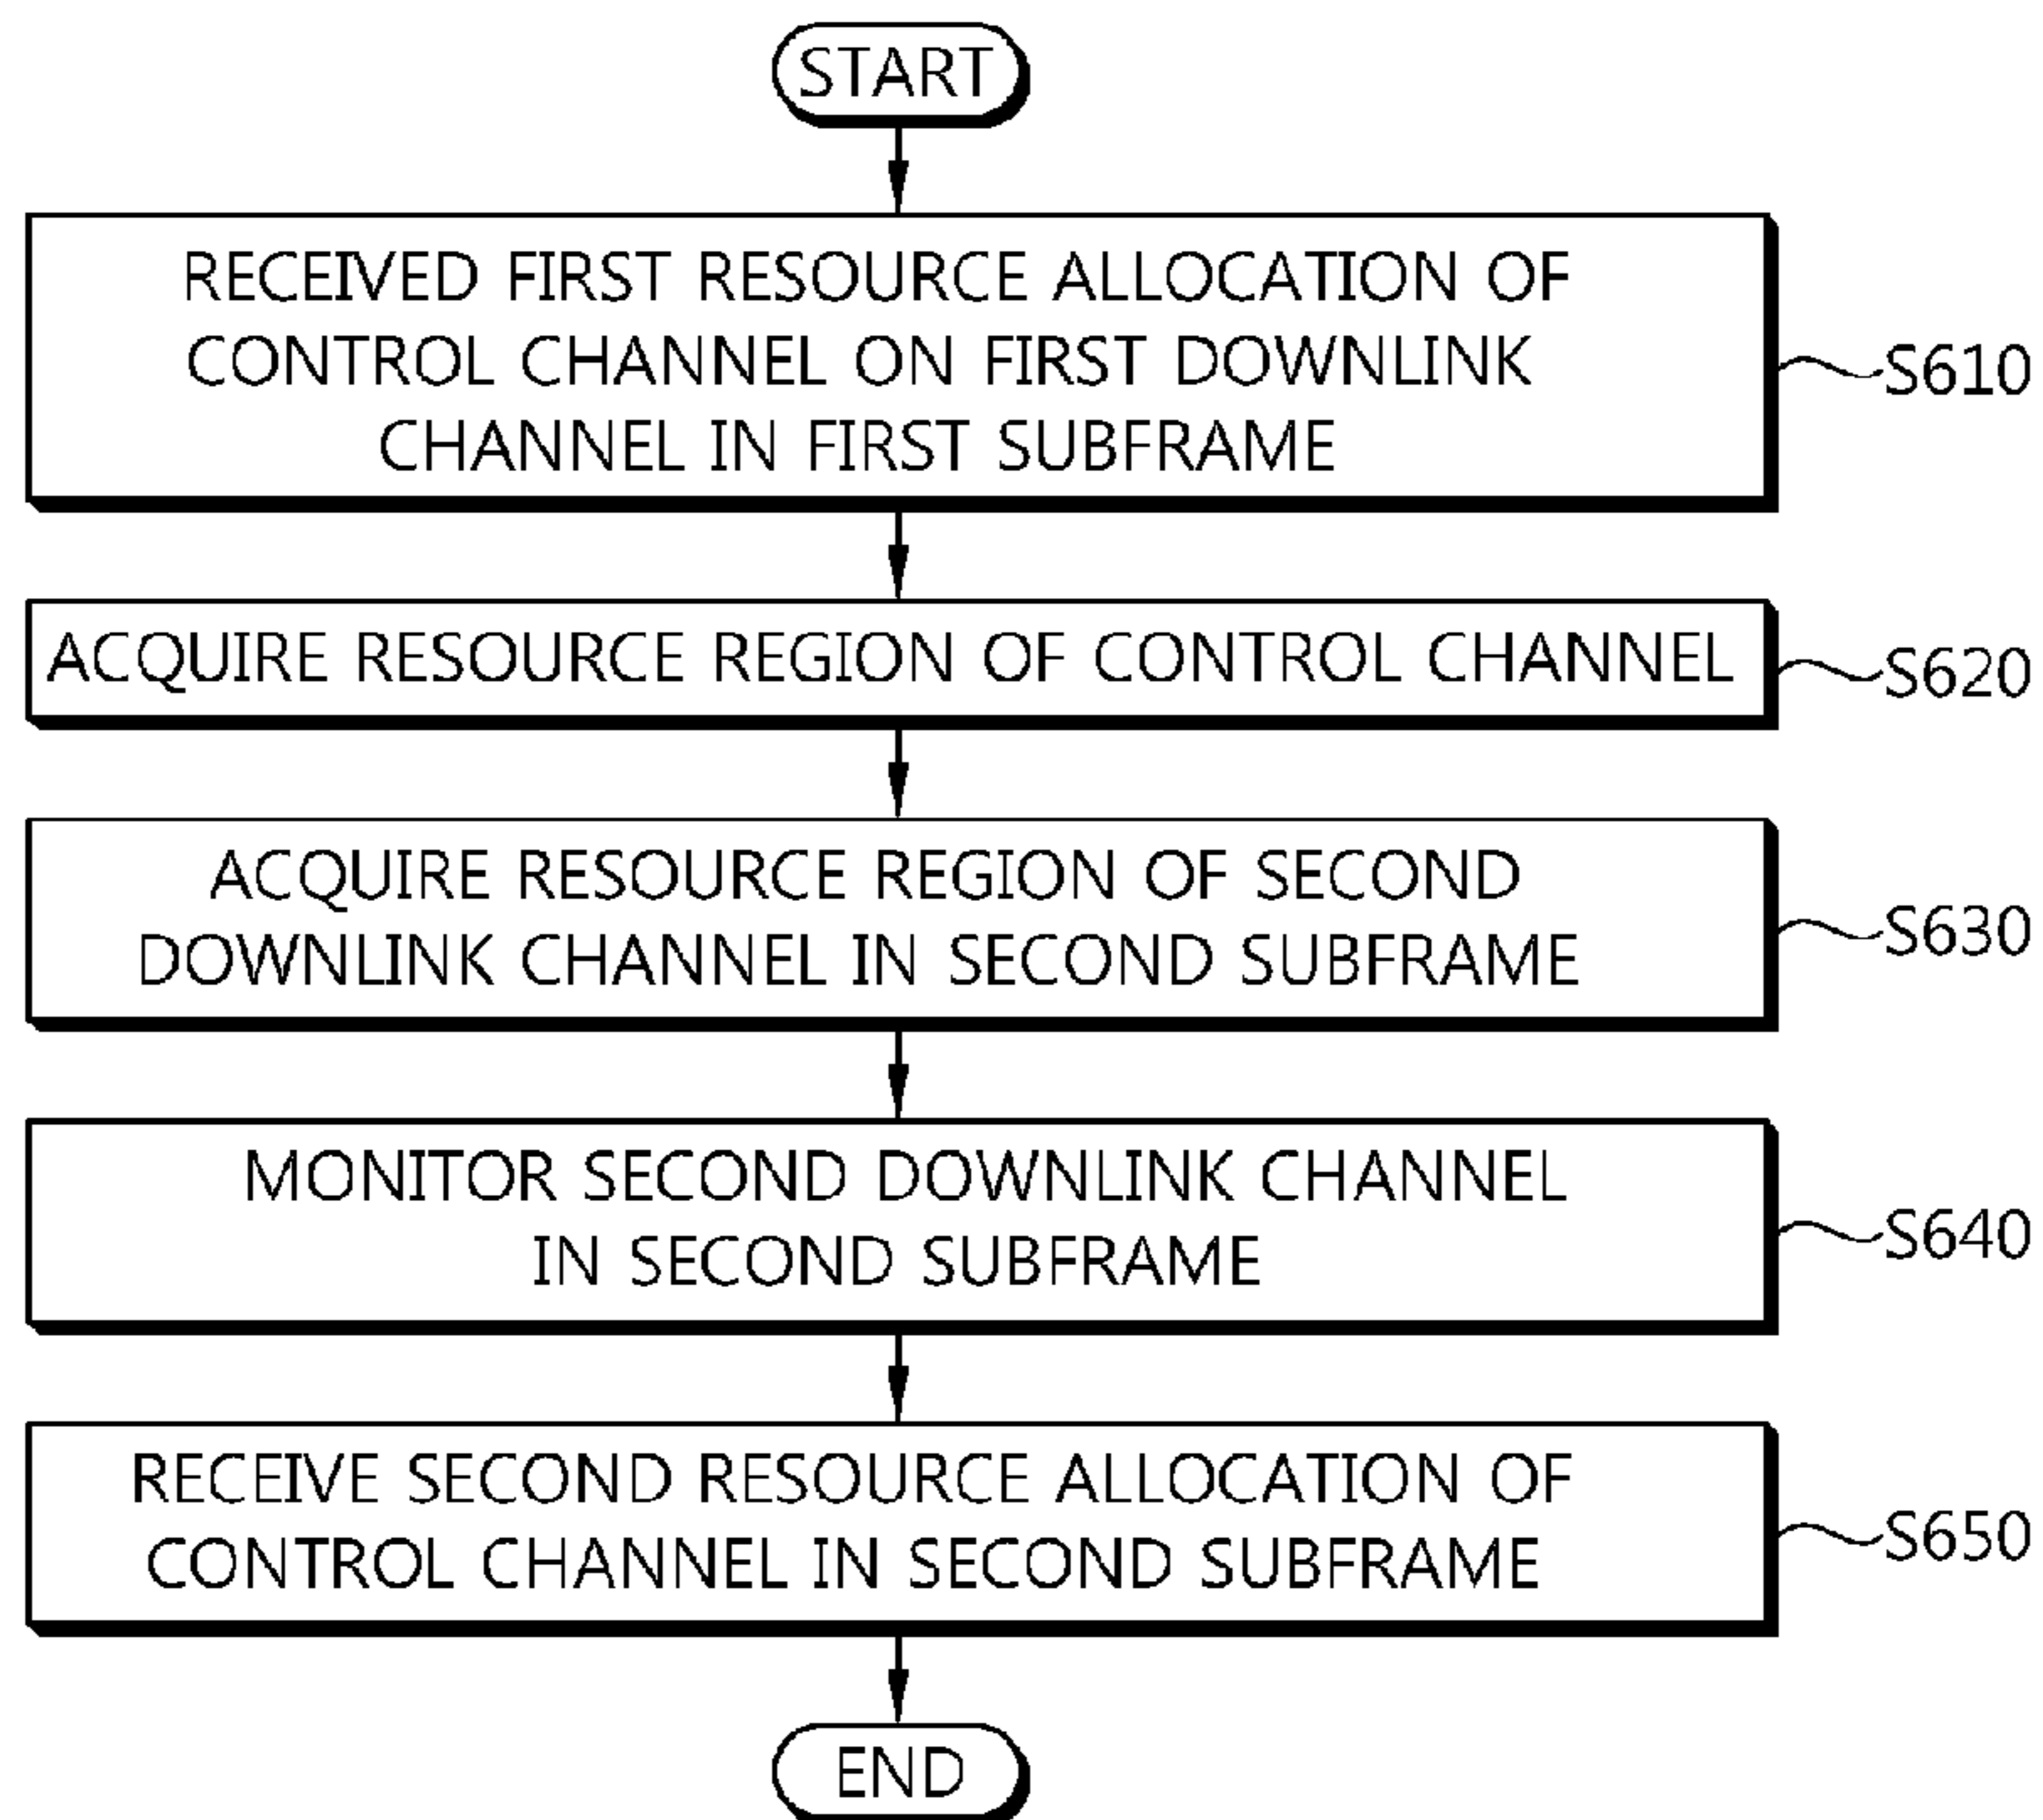 START
RECEIVED FIRST RESOURCE ALLOCATION OF
CONTROL CHANNEL ON FIRST DOWNLINK
CHANNEL IN FIRST SUBFRAME
S610
ACQUIRE RESOURCE REGION OF CONTROL CHANNEL
S620
ACQUIRE RESOURCE REGION OF SECOND
DOWNLINK CHANNEL IN SECOND SUBFRAME
S630
MONITOR SECOND DOWNLINK CHANNEL
IN SECOND SUBFRAME
S640
RECEIVE SECOND RESOURCE ALLOCATION OF
CONTROL CHANNEL IN SECOND SUBFRAME
S650
END